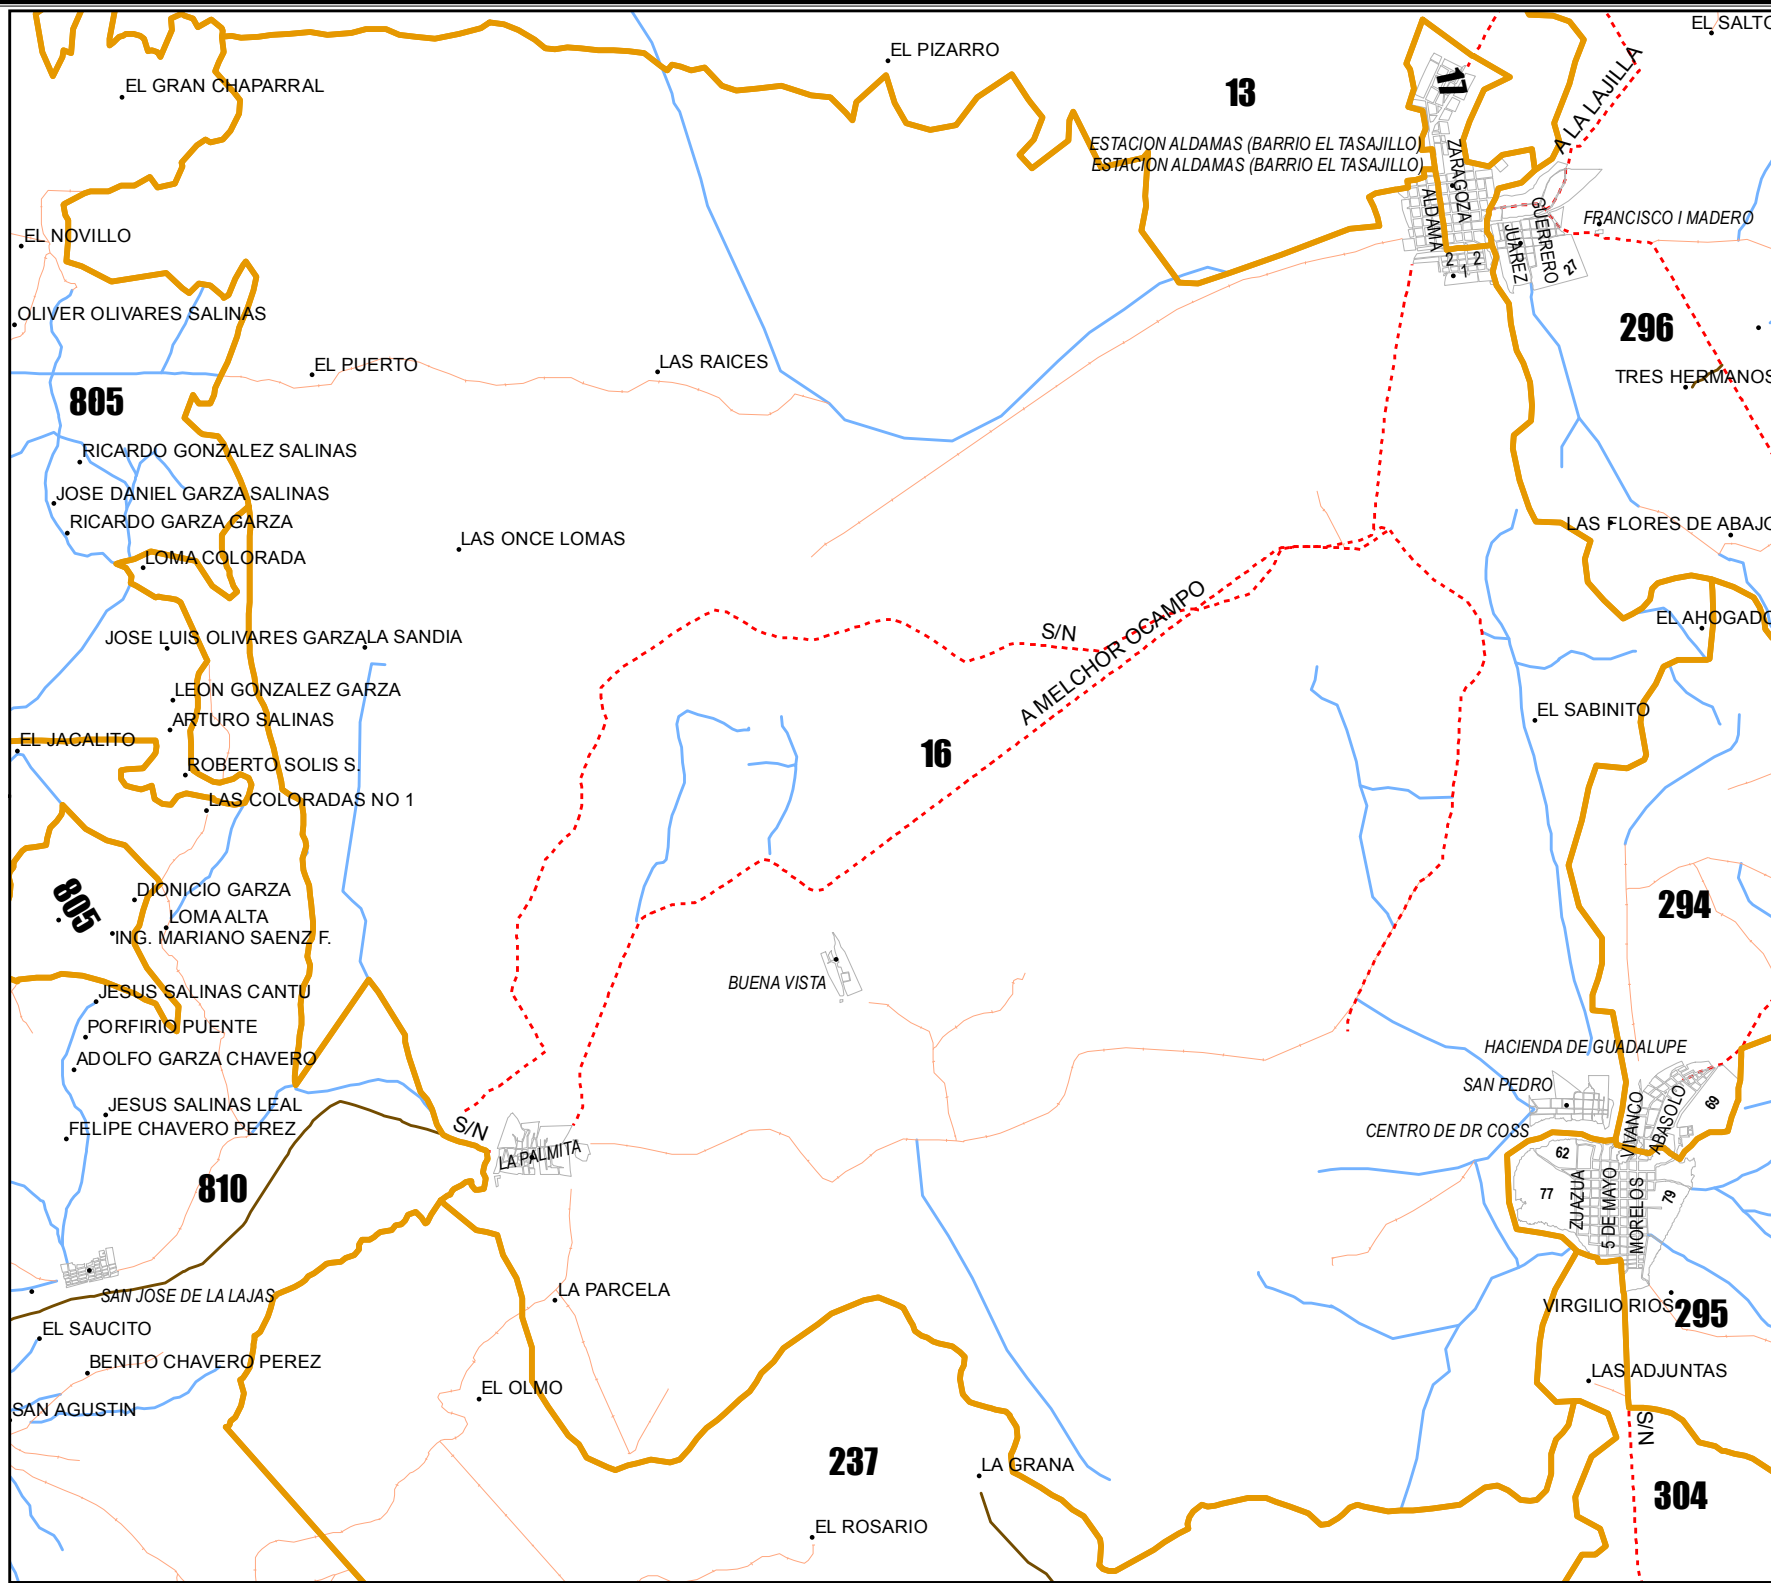 EL SALTO
EL PIZARRO
EL GRAN CHAPARRAL
13
17
A LA LAJILLA
ESTACION ALDAMAS (BARRIO EL TASAJILLO)
ESTACION ALDAMAS (BARRIO EL TASAJILLO)
ZARAGOZA
ALDAMA
GUERRERO
JUAREZ
FRANCISCO I MADERO
EL NOVILLO
2
2
1
27
OLIVER OLIVARES SALINAS
296
EL PUERTO
LAS RAICES
TRES HERMANOS
805
RICARDO GONZALEZ SALINAS
JOSE DANIEL GARZA SALINAS
RICARDO GARZA GARZA
LAS FLORES DE ABAJO
LAS ONCE LOMAS
LOMA COLORADA
A MELCHOR OCAMPO
S/N
EL AHOGADO
JOSE LUIS OLIVARES GARZA
LA SANDIA
LEON GONZALEZ GARZA
EL SABINITO
ARTURO SALINAS
EL JACALITO
16
ROBERTO SOLIS S.
LAS COLORADAS NO 1
DIONICIO GARZA
805
294
LOMA ALTA
ING. MARIANO SAENZ F.
BUENA VISTA
JESUS SALINAS CANTU
PORFIRIO PUENTE
HACIENDA DE GUADALUPE
ADOLFO GARZA CHAVERO
SAN PEDRO
JESUS SALINAS LEAL
VIVANCO
ABASOLO
69
FELIPE CHAVERO PEREZ
S/N
CENTRO DE DR COSS
LA PALMITA
62
810
77
ZUAZUA
5 DE MAYO
MORELOS
79
SAN JOSE DE LA LAJAS
LA PARCELA
VIRGILIO RIOS
295
EL SAUCITO
BENITO CHAVERO PEREZ
LAS ADJUNTAS
EL OLMO
SAN AGUSTIN
S/N
237
LA GRANA
304
EL ROSARIO